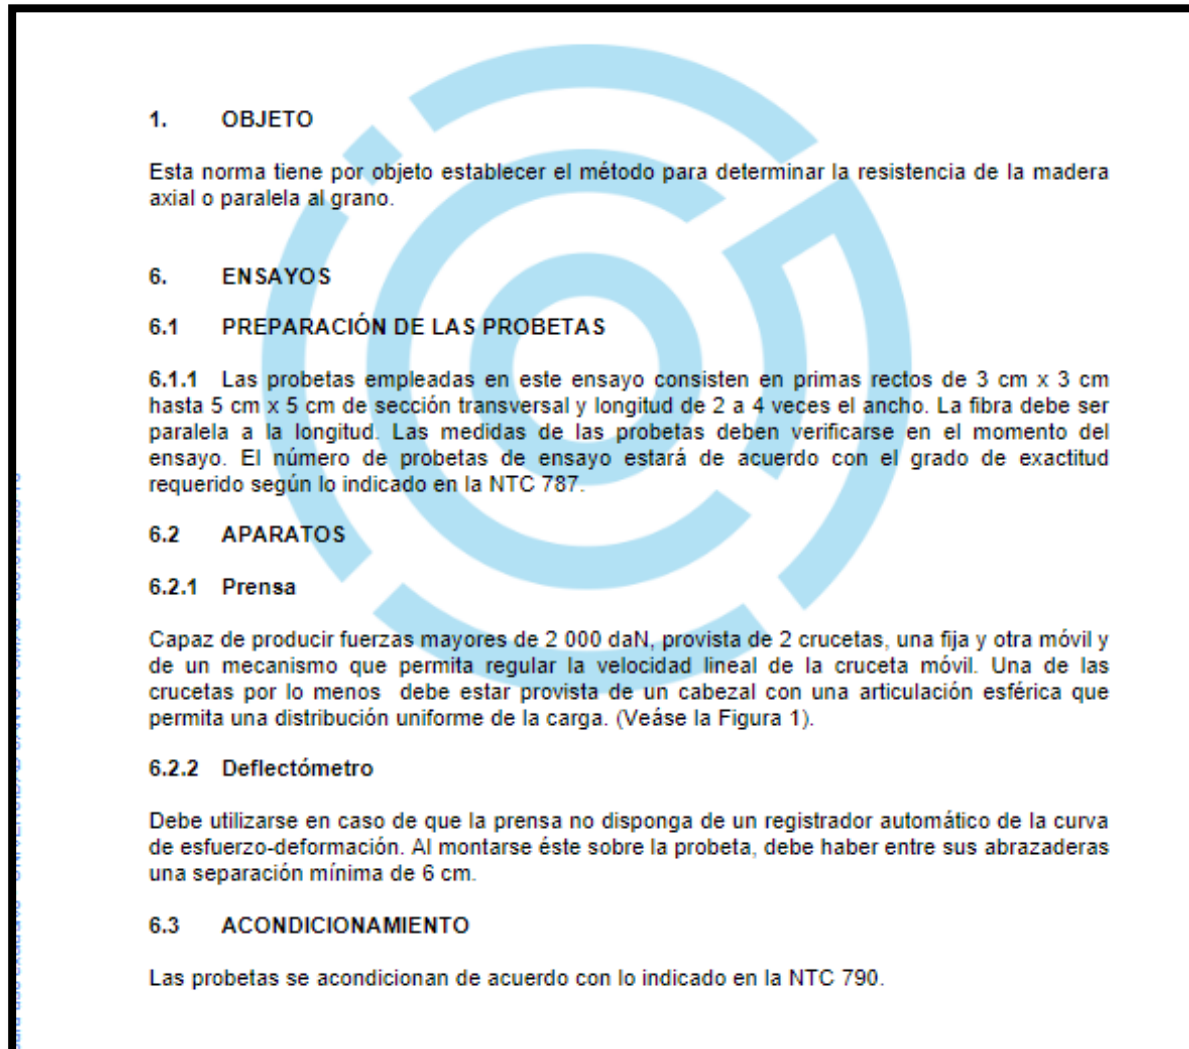 1. OBJETO
Esta norma tiene por objeto establecer el método para determinar la resistencia de la madera
axial o paralela al grano.
6. ENSAYOS
6.1 PREPARACIÓN DE LAS PROBETAS
6.1.1 Las probetas empleadas en este ensayo consisten en primas rectos de 3 cm x 3 cm
hasta 5 cm x 5 cm de sección transversal y longitud de 2 a 4 veces el ancho. La fibra debe ser
paralela a la longitud. Las medidas de las probetas deben verificarse en el momento del
ensayo. El número de probetas de ensayo estará de acuerdo con el grado de exactitud
requerido según lo indicado en la NTC 787.
6.2 APARATOS
6.2.1 Prensa
Capaz de producir fuerzas mayores de 2 000 daN, provista de 2 crucetas, una fija y otra móvil y
de un mecanismo que permita regular la velocidad lineal de la cruceta móvil. Una de las
crucetas por lo menos debe estar provista de un cabezal con una articulación esférica que
permita una distribución uniforme de la carga. (Veáse la Figura 1).
6.2.2 Deflectómetro
Debe utilizarse en caso de que la prensa no disponga de un registrador automático de la curva
de esfuerzo-deformación. Al montarse éste sobre la probeta, debe haber entre sus abrazaderas
una separación mínima de 6 cm.
6.3 ACONDICIONAMIENTO
Las probetas se acondicionan de acuerdo con lo indicado en la NTC 790.